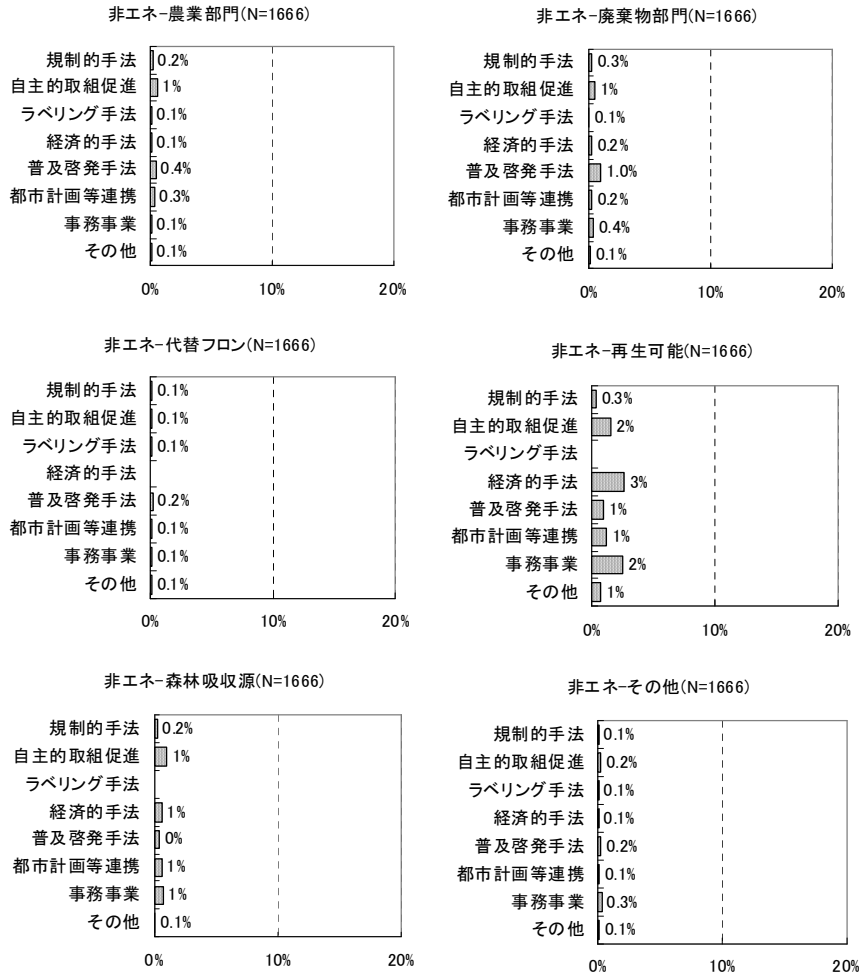 非エネ-農業部門(N=1666)
規制的手法 0.2%
自主的取組促進 1%
ラベリング手法 0.1%
経済的手法 0.1%
普及啓発手法 0.4%
都市計画等連携 0.3%
事務事業 0.1%
その他 0.1%
0% 10% 20%
非エネ-廃棄物部門(N=1666)
規制的手法 0.3%
自主的取組促進 1%
ラベリング手法 0.1%
経済的手法 0.2%
普及啓発手法 1.0%
都市計画等連携 0.2%
事務事業 0.4%
その他 0.1%
0% 10% 20%
非エネ-代替フロン(N=1666)
規制的手法 0.1%
自主的取組促進 0.1%
ラベリング手法 0.1%
経済的手法
普及啓発手法 0.2%
都市計画等連携 0.1%
事務事業 0.1%
その他 0.1%
0% 10% 20%
非エネ-再生可能(N=1666)
規制的手法 0.3%
自主的取組促進 2%
ラベリング手法
経済的手法 3%
普及啓発手法 1%
都市計画等連携 1%
事務事業 2%
その他 1%
0% 10% 20%
非エネ-森林吸収源(N=1666)
規制的手法 0.2%
自主的取組促進 1%
ラベリング手法
経済的手法 1%
普及啓発手法 0%
都市計画等連携 1%
事務事業 1%
その他 0.1%
0% 10% 20%
非エネ-その他(N=1666)
規制的手法 0.1%
自主的取組促進 0.2%
ラベリング手法 0.1%
経済的手法 0.1%
普及啓発手法 0.2%
都市計画等連携 0.1%
事務事業 0.3%
その他 0.1%
0% 10% 20%